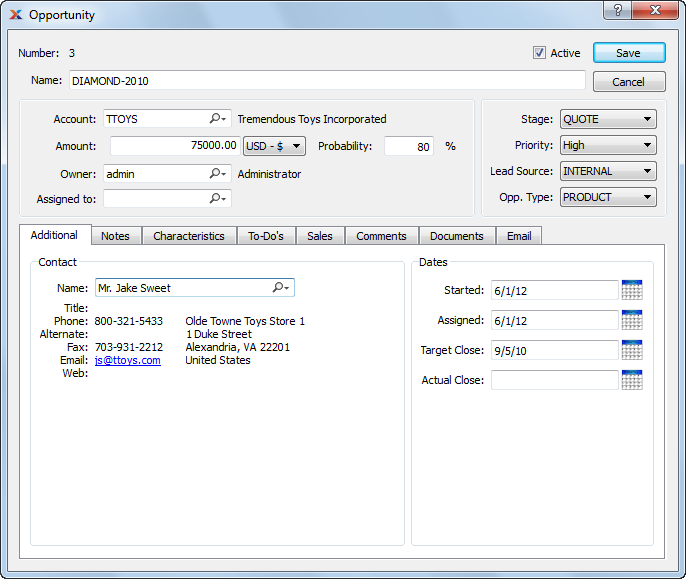 Opportunity
Number: 3
Active
Save
Name: DIAMOND-2010
Cancel
Account: TTOYS Tremendous Toys Incorporated
Stage: QUOTE
Amount: 75000.00 USD - $ Probability: 80 %
Priority: High
Owner: admin Administrator
Lead Source: INTERNAL
Assigned to:
Opp. Type: PRODUCT
Additional Notes Characteristics To-Do's Sales Comments Documents Email
Contact
Name: Mr. Jake Sweet
Title:
Phone: 800-321-5433 Olde Towne Toys Store 1
Alternate: 1 Duke Street
Fax: 703-931-2212 Alexandria, VA 22201
Email: js@ttoys.com United States
Web:
Dates
Started: 6/1/12
Assigned: 6/1/12
Target Close: 9/5/10
Actual Close: